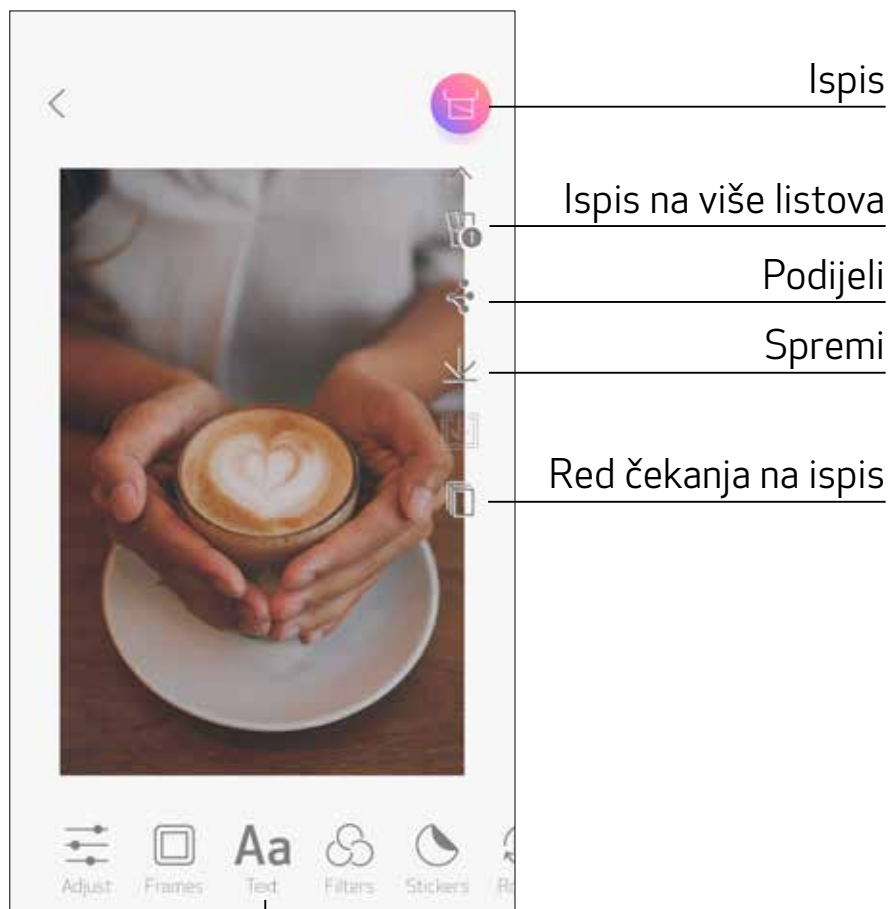 Ispis
Ispis na više listova
Podijeli
Spremi
Red čekanja na ispis
Aa
Adjust Frames Text Filters Stickers